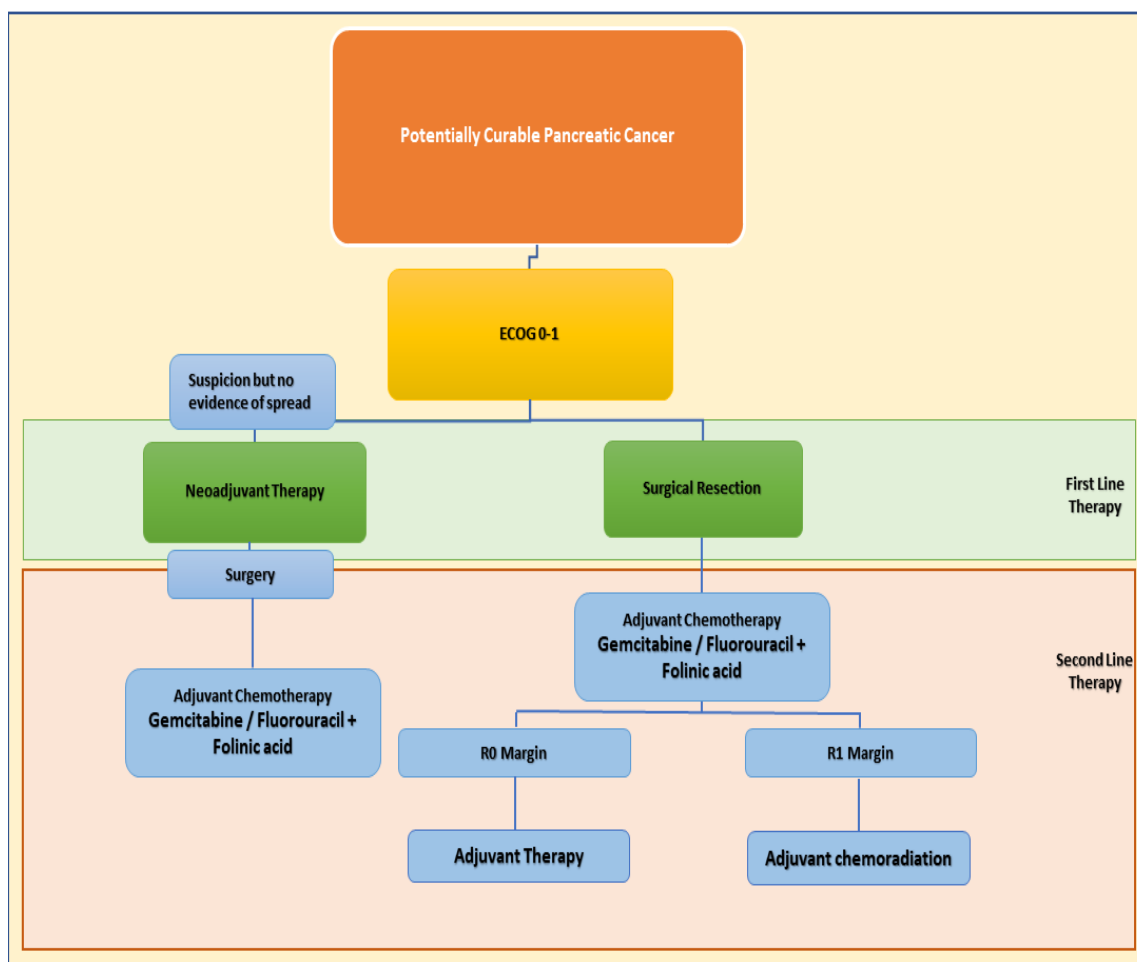 Potentially Curable Pancreatic Cancer
ECOG 0-1
Suspicion but no
evidence of spread
Neoadjuvant Therapy
Surgical Resection
First Line
Therapy
Surgery
Adjuvant Chemotherapy
Gemcitabine / Fluorouracil +
Folinic acid
Second Line
Therapy
Adjuvant Chemotherapy
Gemcitabine / Fluorouracil +
Folinic acid
R0 Margin
R1 Margin
Adjuvant Therapy
Adjuvant chemoradiation